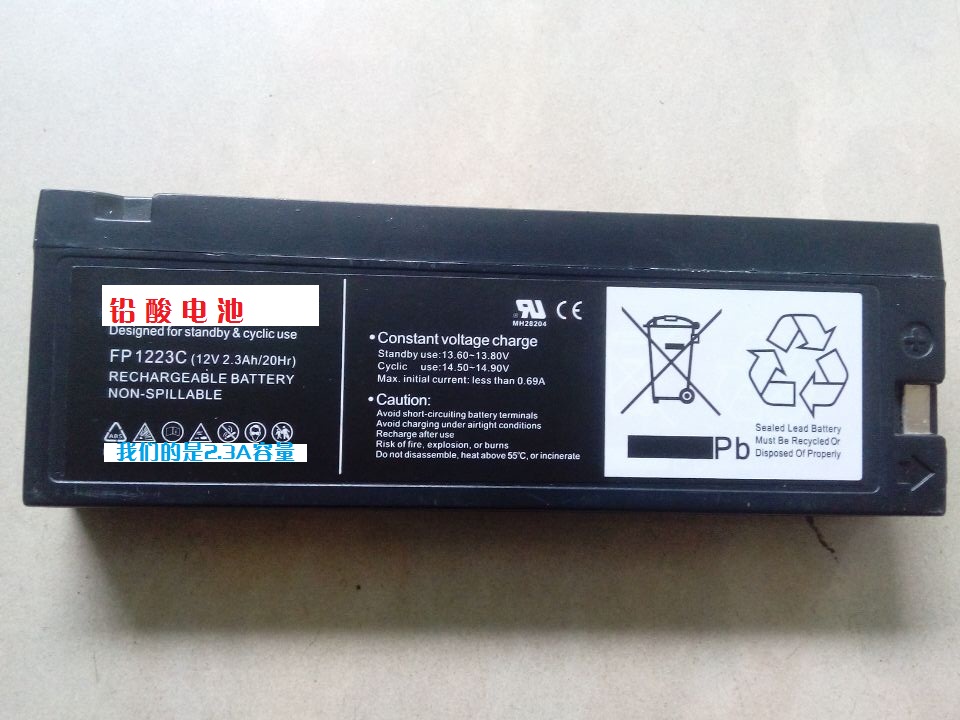 铅酸电池
Designed for standby & cyclic use
FP 1223C (12V 2.3Ah/20Hr)
RECHARGEABLE BATTERY
NON-SPILLABLE
ABS
我们的是2.3A容量
MH28204
CE
• Constant voltage charge
Standby use:13.60~13.80V
Cyclic use:14.50~14.90V
Max. initial current: less than 0.69A
• Caution:
Avoid short-circuiting battery terminals
Avoid charging under airtight conditions
Recharge after use
Risk of fire, explosion, or burns
Do not disassemble, heat above 55℃, or incinerate
Pb
Sealed Lead Battery
Must Be Recycled Or
Disposed Of Properly
+